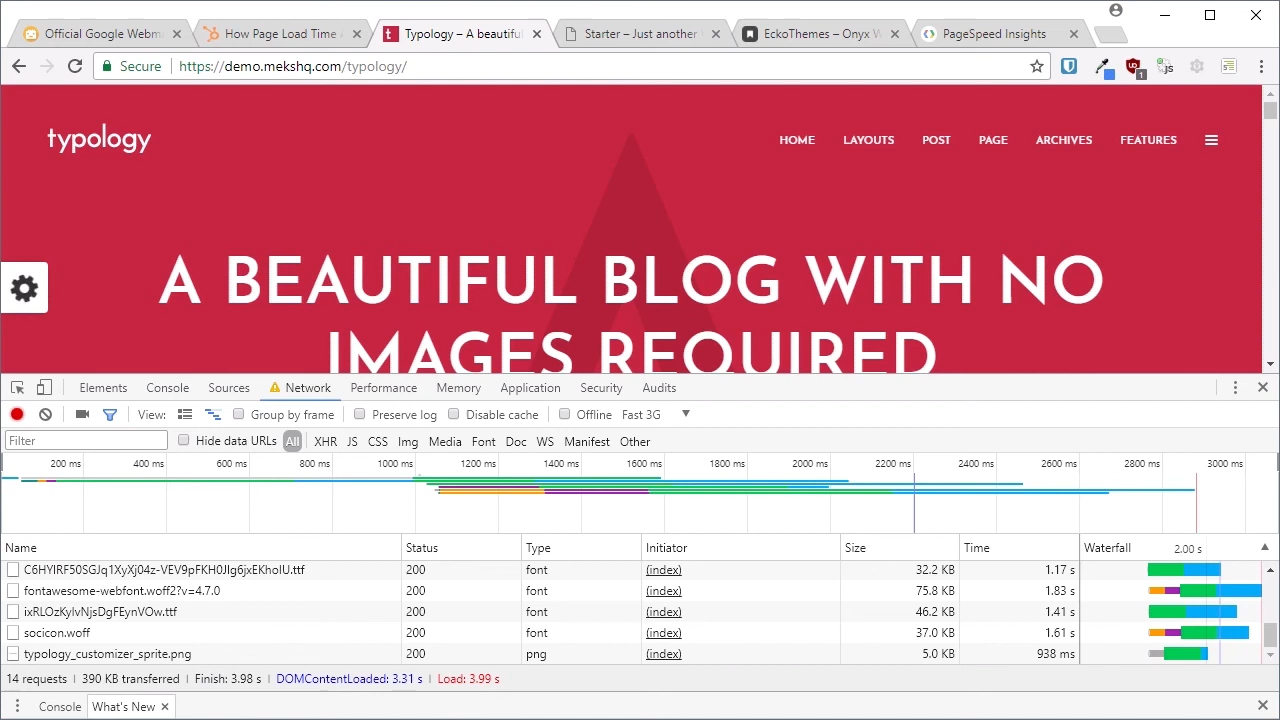 Official Google Webm
How Page Load Time A
Typology – A beautiful
Starter – Just another
EckoThemes – Onyx W
PageSpeed Insights
Secure
https://demo.mekshq.com/typology/
1
js
typology
HOME
LAYOUTS
POST
PAGE
ARCHIVES
FEATURES
A BEAUTIFUL BLOG WITH NO
IMAGES REQUIRED
Elements
Console
Sources
Network
Performance
Memory
Application
Security
Audits
View:
Group by frame
Preserve log
Disable cache
Offline
Fast 3G
Filter
Hide data URLs
All
XHR
JS
CSS
Img
Media
Font
Doc
WS
Manifest
Other
200 ms
400 ms
600 ms
800 ms
1000 ms
1200 ms
1400 ms
1600 ms
1800 ms
2000 ms
2200 ms
2400 ms
2600 ms
2800 ms
3000 ms
Name
Status
Type
Initiator
Size
Time
Waterfall
2.00 s
200
font
(index)
32.2 KB
1.17 s
fontawesome-webfont.woff2?v=4.7.0
200
font
(index)
75.8 KB
1.83 s
ixRLOzKylvNjsDgFEynVOw.ttf
200
font
(index)
46.2 KB
1.41 s
socicon.woff
200
font
(index)
37.0 KB
1.61 s
typology_customizer_sprite.png
200
png
(index)
5.0 KB
938 ms
14 requests
390 KB transferred
Finish: 3.98 s
DOMContentLoaded: 3.31 s
Load: 3.99 s
Console
What's New